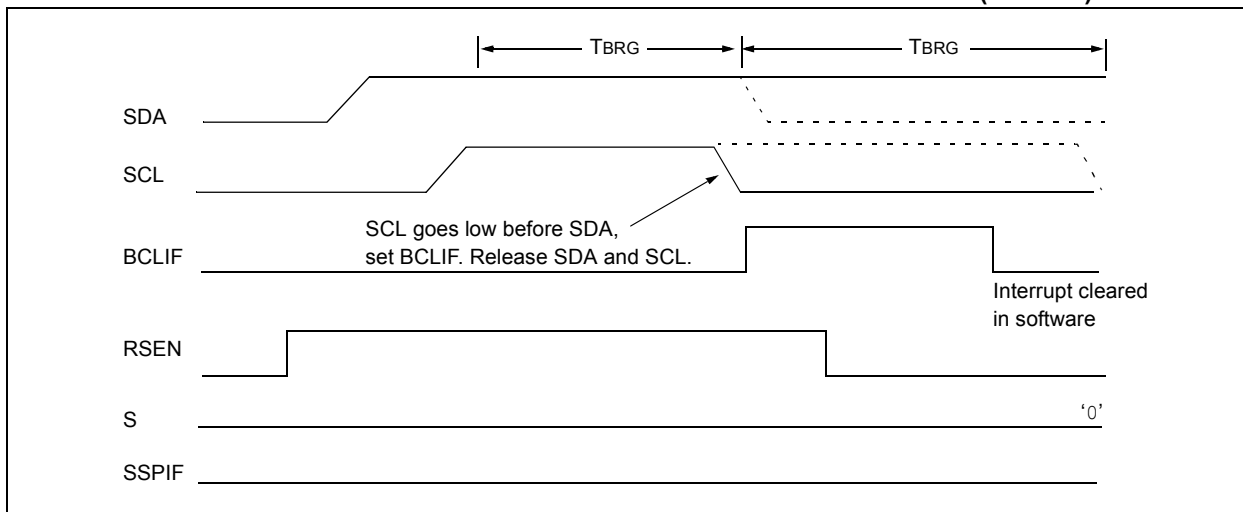 TBRG TBRG
SDA
SCL
SCL goes low before SDA,
set BCLIF. Release SDA and SCL.
BCLIF
Interrupt cleared
in software
RSEN
S
'0'
SSPIF